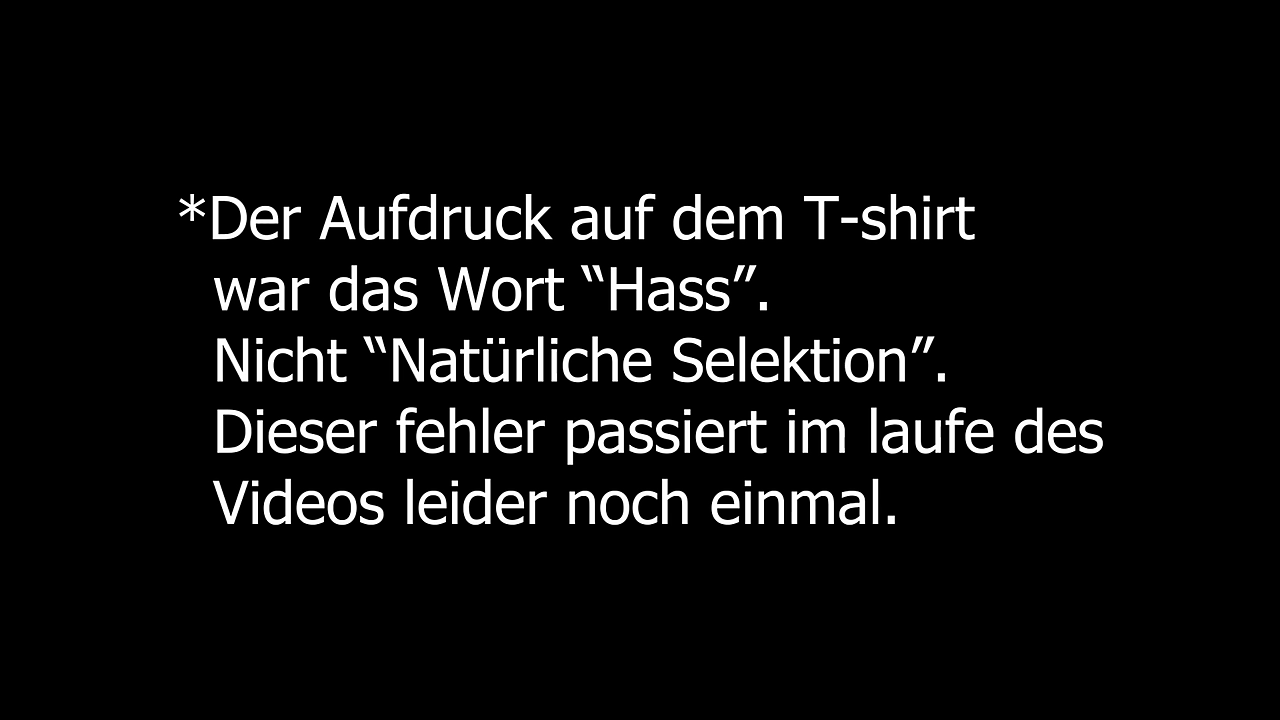 *Der Aufdruck auf dem T-shirt
war das Wort “Hass”.
Nicht “Natürliche Selektion”.
Dieser fehler passiert im laufe des
Videos leider noch einmal.